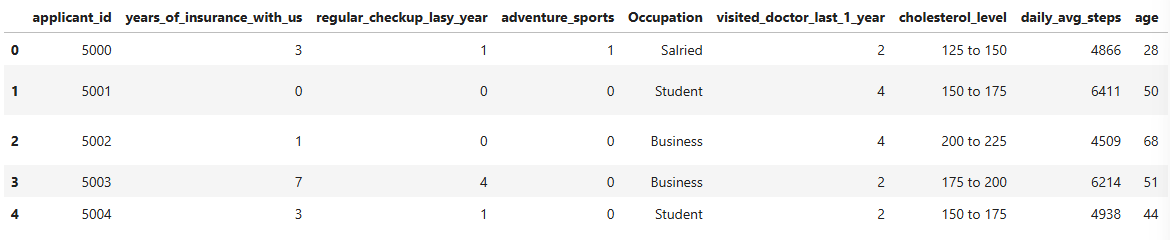 applicant_id years_of_insurance_with_us regular_checkup_lasy_year adventure_sports Occupation visited_doctor_last_1_year cholesterol_level daily_avg_steps age
0 5000 3 1 1 Salried 2 125 to 150 4866 28
1 5001 0 0 0 Student 4 150 to 175 6411 50
2 5002 1 0 0 Business 4 200 to 225 4509 68
3 5003 7 4 0 Business 2 175 to 200 6214 51
4 5004 3 1 0 Student 2 150 to 175 4938 44